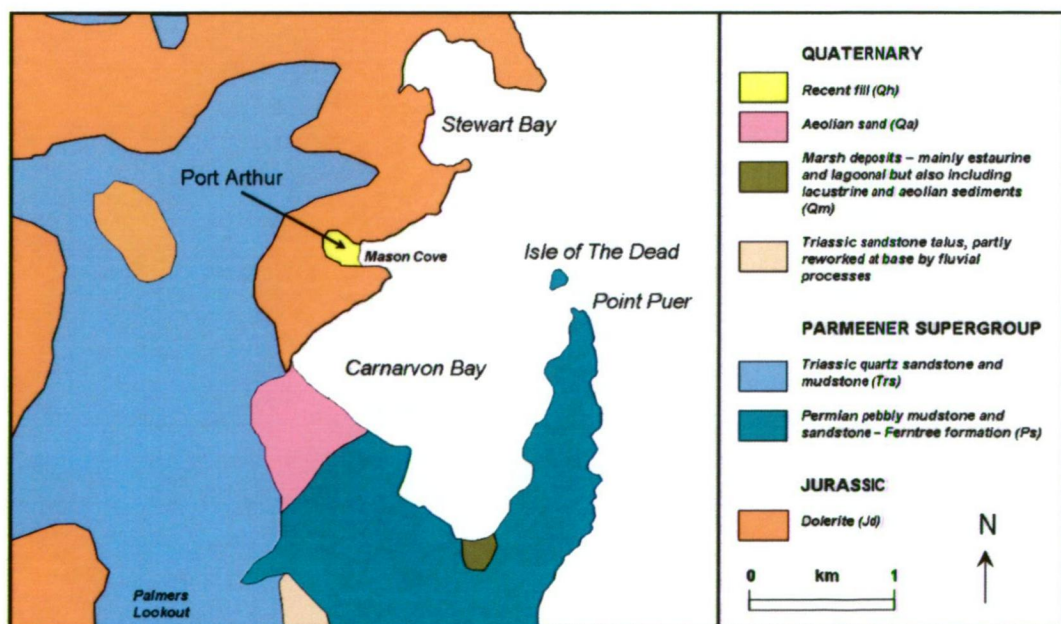 Stewart Bay
Port Arthur
Mason Cove
Isle of The Dead
Point Puer
Carnarvon Bay
Palmers
Lookout
QUATERNARY
Recent fill (Qh)
Aeolian sand (Qa)
Marsh deposits – mainly estaurine
and lagoonal but also including
lacustrine and aeolian sediments
(Qm)
Triassic sandstone talus, partly
reworked at base by fluvial
processes
PARMEENER SUPERGROUP
Triassic quartz sandstone and
mudstone (Trs)
Permian pebbly mudstone and
sandstone – Ferntree formation (Ps)
JURASSIC
Dolerite (Jd)
N
0 km 1